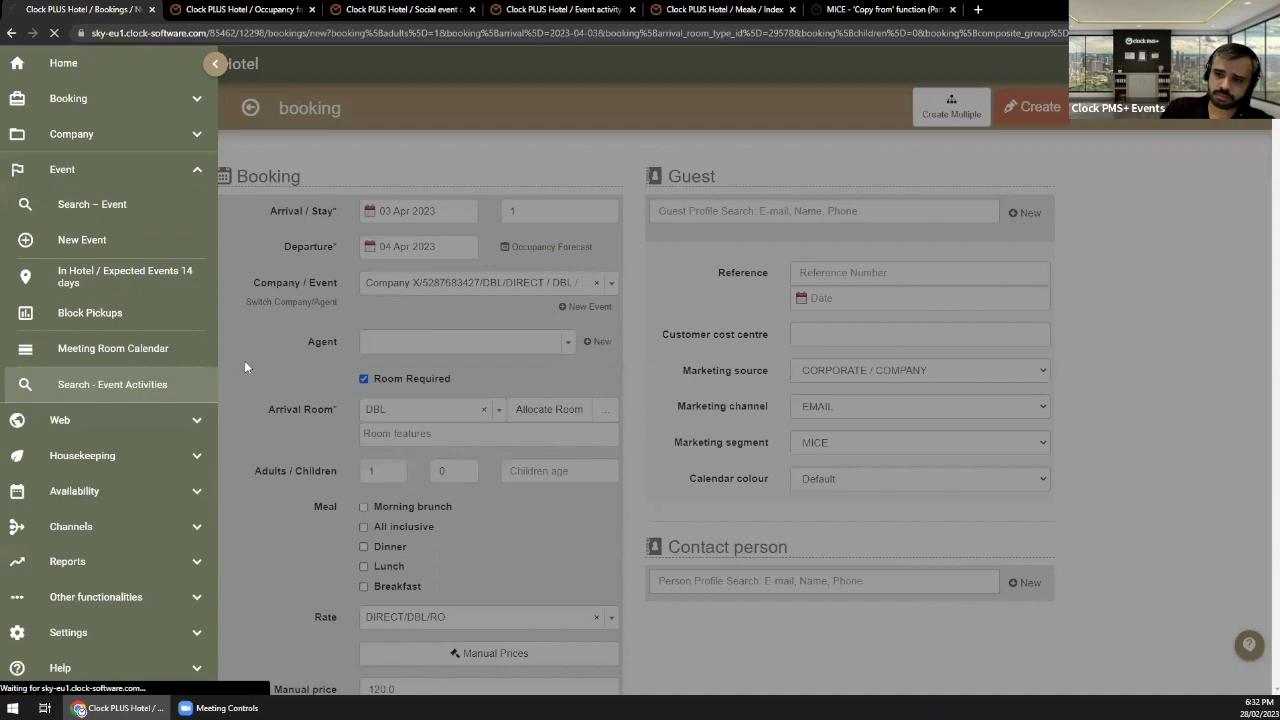 Clock PLUS Hotel / Bookings / N
Clock PLUS Hotel / Occupancy fo
Clock PLUS Hotel / Social event c
Clock PLUS Hotel / Event activity
Clock PLUS Hotel / Meals / Index
MICE - 'Copy from' function (Par
sky-eu1.clock-software.com/85462/12298/bookings/new?booking%5Badults%5D=1&booking%5Barrival%5D=2023-04-03&booking%5Barrival_room_type_id%5D=29578&booking%5Bchildren%5D=0&booking%5Bcomposite_group%
Clock PMS+
Clock PMS+ Events
Home
Booking
Company
Event
Search – Event
New Event
In Hotel / Expected Events 14
days
Block Pickups
Meeting Room Calendar
Search - Event Activities
Web
Housekeeping
Availability
Channels
Reports
Other functionalities
Settings
Help
Hotel
booking
Create Multiple
Create
Booking
Arrival / Stay*
03 Apr 2023
1
Departure*
04 Apr 2023
Occupancy Forecast
Company / Event
Company X/5287683427/DBL/DIRECT / DBL / ...
Switch Company/Agent
New Event
Agent
New
Room Required
Arrival Room*
DBL
Allocate Room
...
Room features
Adults / Children
1
0
Children age
Meal
Morning brunch
All inclusive
Dinner
Lunch
Breakfast
Rate
DIRECT/DBL/RO
Manual Prices
Manual price
120.0
Guest
Guest Profile Search: E-mail, Name, Phone
New
Reference
Reference Number
Date
Customer cost centre
Marketing source
CORPORATE / COMPANY
Marketing channel
EMAIL
Marketing segment
MICE
Calendar colour
Default
Contact person
Person Profile Search: E-mail, Name, Phone
New
Waiting for sky-eu1.clock-software.com...
Clock PLUS Hotel / ...
Meeting Controls
6:32 PM
28/02/2023